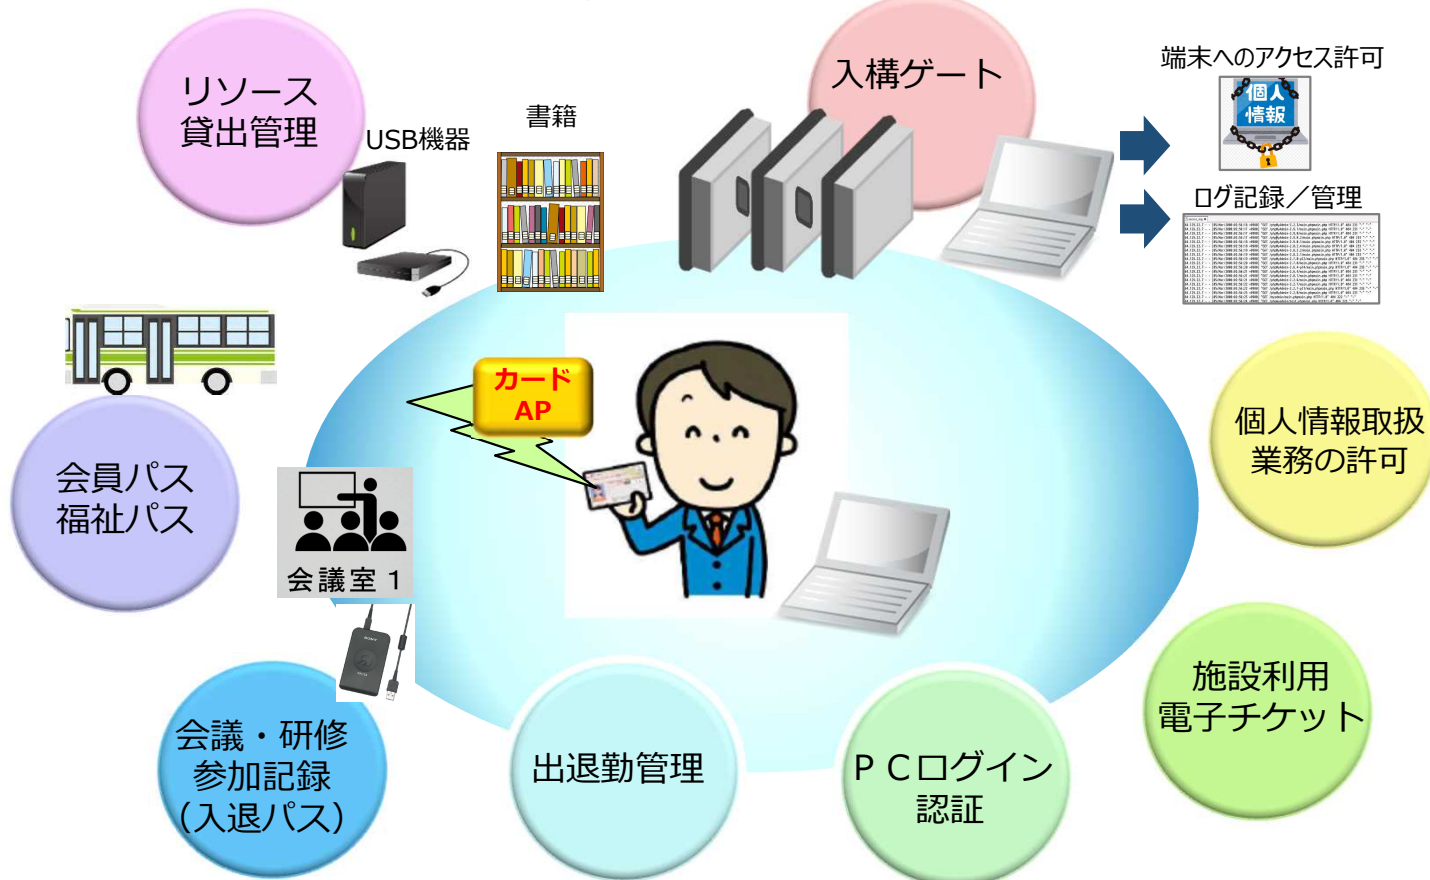 リソース
貸出管理
USB機器
書籍
入構ゲート
端末へのアクセス許可
個人
情報
ログ記録／管理
カード
AP
会員パス
福祉パス
個人情報取扱
業務の許可
会議室１
SONY
施設利用
電子チケット
会議・研修
参加記録
（入退パス）
出退勤管理
ＰＣログイン
認証